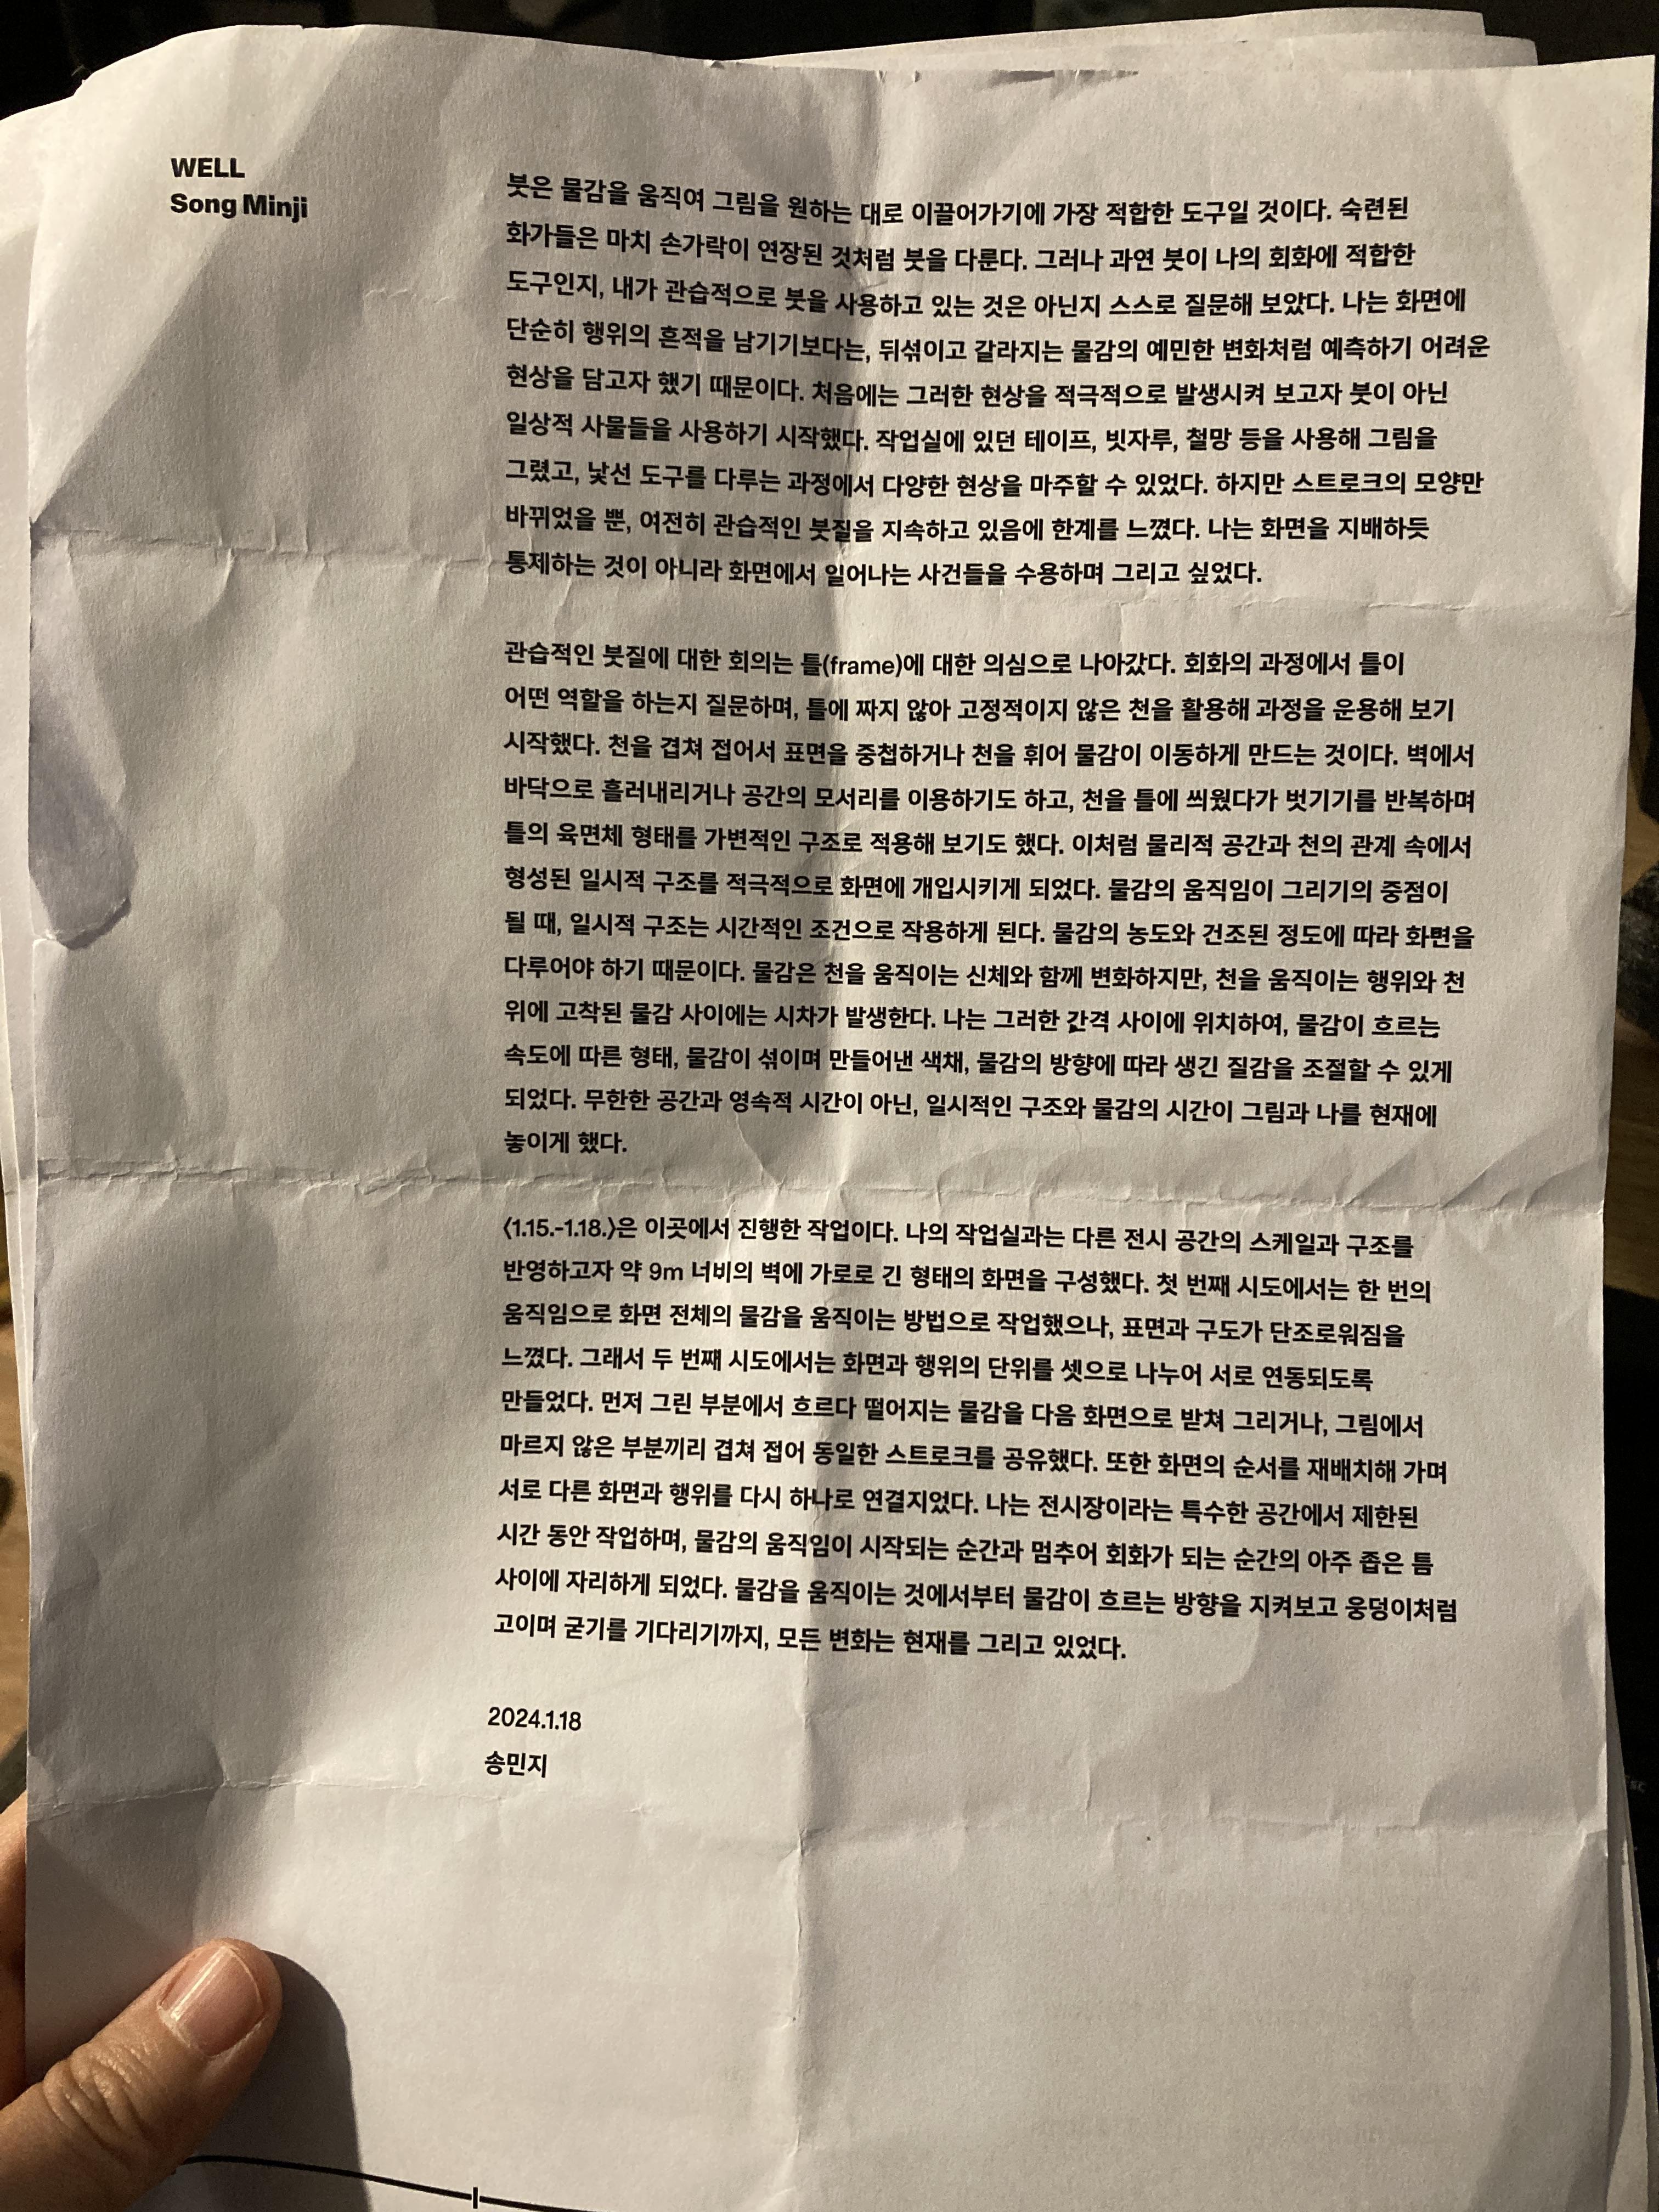 WELL
Song Minji
붓은 물감을 움직여 그림을 원하는 대로 이끌어가기에 가장 적합한 도구일 것이다. 숙련된
화가들은 마치 손가락이 연장된 것처럼 붓을 다룬다. 그러나 과연 붓이 나의 회화에 적합한
도구인지, 내가 관습적으로 붓을 사용하고 있는 것은 아닌지 스스로 질문해 보았다. 나는 화면에
단순히 행위의 흔적을 남기기보다는, 뒤섞이고 갈라지는 물감의 예민한 변화처럼 예측하기 어려운
현상을 담고자 했기 때문이다. 처음에는 그러한 현상을 적극적으로 발생시켜 보고자 붓이 아닌
일상적 사물들을 사용하기 시작했다. 작업실에 있던 테이프, 빗자루, 철망 등을 사용해 그림을
그렸고, 낯선 도구를 다루는 과정에서 다양한 현상을 마주할 수 있었다. 하지만 스트로크의 모양만
바뀌었을 뿐, 여전히 관습적인 붓질을 지속하고 있음에 한계를 느꼈다. 나는 화면을 지배하듯
통제하는 것이 아니라 화면에서 일어나는 사건들을 수용하며 그리고 싶었다.
관습적인 붓질에 대한 회의는 틀(frame)에 대한 의심으로 나아갔다. 회화의 과정에서 틀이
어떤 역할을 하는지 질문하며, 틀에 짜지 않아 고정적이지 않은 천을 활용해 과정을 운용해 보기
시작했다. 천을 겹쳐 접어서 표면을 중첩하거나 천을 휘어 물감이 이동하게 만드는 것이다. 벽에서
바닥으로 흘러내리거나 공간의 모서리를 이용하기도 하고, 천을 틀에 씌웠다가 벗기기를 반복하며
틀의 육면체 형태를 가변적인 구조로 적용해 보기도 했다. 이처럼 물리적 공간과 천의 관계 속에서
형성된 일시적 구조를 적극적으로 화면에 개입시키게 되었다. 물감의 움직임이 그리기의 중점이
될 때, 일시적 구조는 시간적인 조건으로 작용하게 된다. 물감의 농도와 건조된 정도에 따라 화면을
다루어야 하기 때문이다. 물감은 천을 움직이는 신체와 함께 변화하지만, 천을 움직이는 행위와 천
위에 고착된 물감 사이에는 시차가 발생한다. 나는 그러한 간격 사이에 위치하여, 물감이 흐르는
속도에 따른 형태, 물감이 섞이며 만들어낸 색채, 물감의 방향에 따라 생긴 질감을 조절할 수 있게
되었다. 무한한 공간과 영속적 시간이 아닌, 일시적인 구조와 물감의 시간이 그림과 나를 현재에
놓이게 했다.
〈1.15.-1.18.〉은 이곳에서 진행한 작업이다. 나의 작업실과는 다른 전시 공간의 스케일과 구조를
반영하고자 약 9m 너비의 벽에 가로로 긴 형태의 화면을 구성했다. 첫 번째 시도에서는 한 번의
움직임으로 화면 전체의 물감을 움직이는 방법으로 작업했으나, 표면과 구도가 단조로워짐을
느꼈다. 그래서 두 번째 시도에서는 화면과 행위의 단위를 셋으로 나누어 서로 연동되도록
만들었다. 먼저 그린 부분에서 흐르다 떨어지는 물감을 다음 화면으로 받쳐 그리거나, 그림에서
마르지 않은 부분끼리 겹쳐 접어 동일한 스트로크를 공유했다. 또한 화면의 순서를 재배치해 가며
서로 다른 화면과 행위를 다시 하나로 연결지었다. 나는 전시장이라는 특수한 공간에서 제한된
시간 동안 작업하며, 물감의 움직임이 시작되는 순간과 멈추어 회화가 되는 순간의 아주 좁은 틈
사이에 자리하게 되었다. 물감을 움직이는 것에서부터 물감이 흐르는 방향을 지켜보고 웅덩이처럼
고이며 굳기를 기다리기까지, 모든 변화는 현재를 그리고 있었다.
2024.1.18
송민지